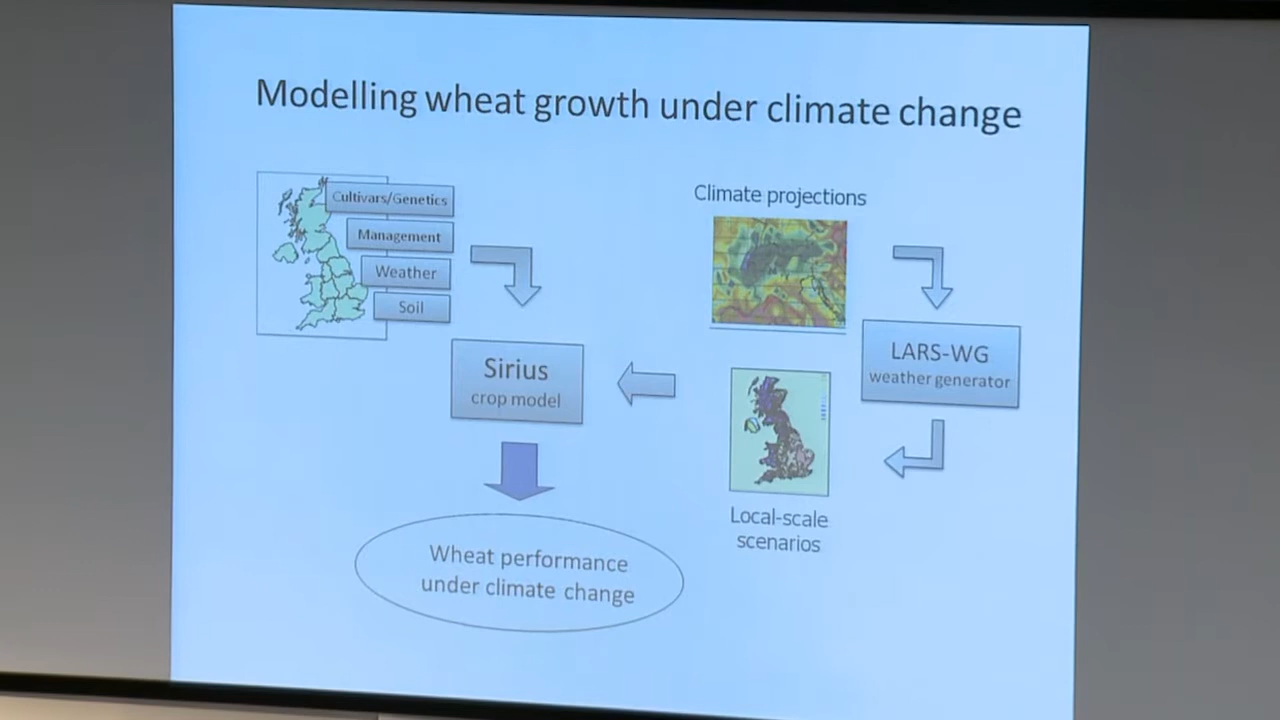 Modelling wheat growth under climate change
Cultivars/Genetics
Management
Weather
Soil
Climate projections
LARS-WG
weather generator
Sirius
crop model
Local-scale
scenarios
Wheat performance
under climate change